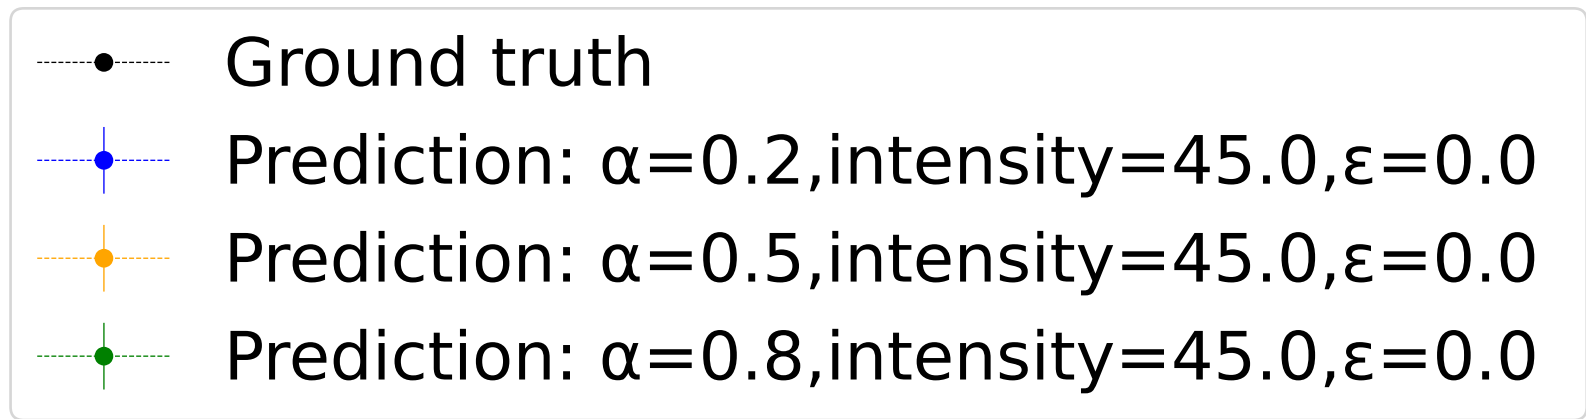 Ground truth
Prediction: α=0.2,intensity=45.0,ε=0.0
Prediction: α=0.5,intensity=45.0,ε=0.0
Prediction: α=0.8,intensity=45.0,ε=0.0